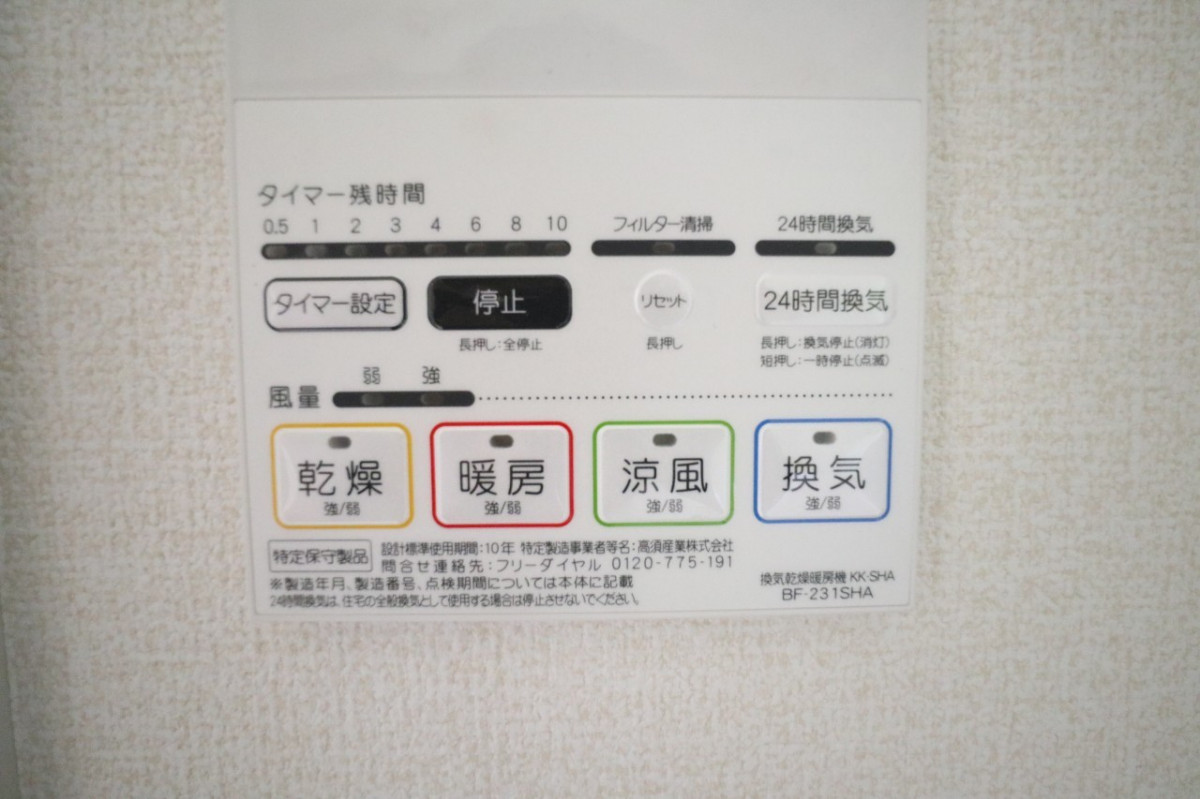 タイマー残時間
0.5 1 2 3 4 6 8 10 フィルター清掃 24時間換気
タイマー設定 停止 リセット 24時間換気
長押し:全停止 長押し 長押し:換気停止(消灯)
短押し:一時停止(点滅)
弱 強
風量
乾燥 暖房 涼風 換気
強/弱 強/弱 強/弱 強/弱
特定保守製品 設計標準使用期間:10年 特定製造事業者等名:高須産業株式会社
問合せ連絡先:フリーダイヤル 0120-775-191
※製造年月、製造番号、点検期間については本体に記載
24時間換気は、住宅の全般換気として使用する場合は停止させないでください。
換気乾燥暖房機 KK-SHA
BF-231SHA